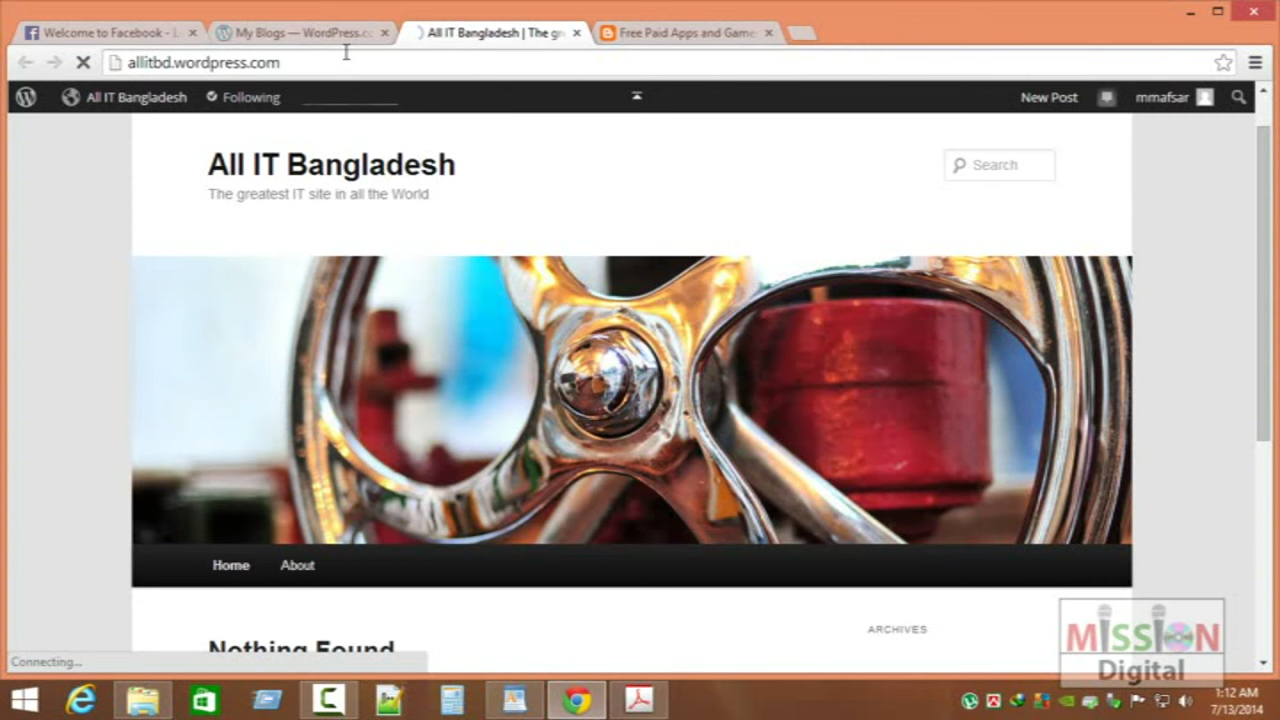 Welcome to Facebook - L
My Blogs — WordPress.c
All IT Bangladesh | The gr
Free Paid Apps and Game
allitbd.wordpress.com
All IT Bangladesh
Following
New Post
mmafsar
All IT Bangladesh
The greatest IT site in all the World
Search
Home
About
Nothing Found
ARCHIVES
MISSION
Digital
Connecting...
1:12 AM
7/13/2014